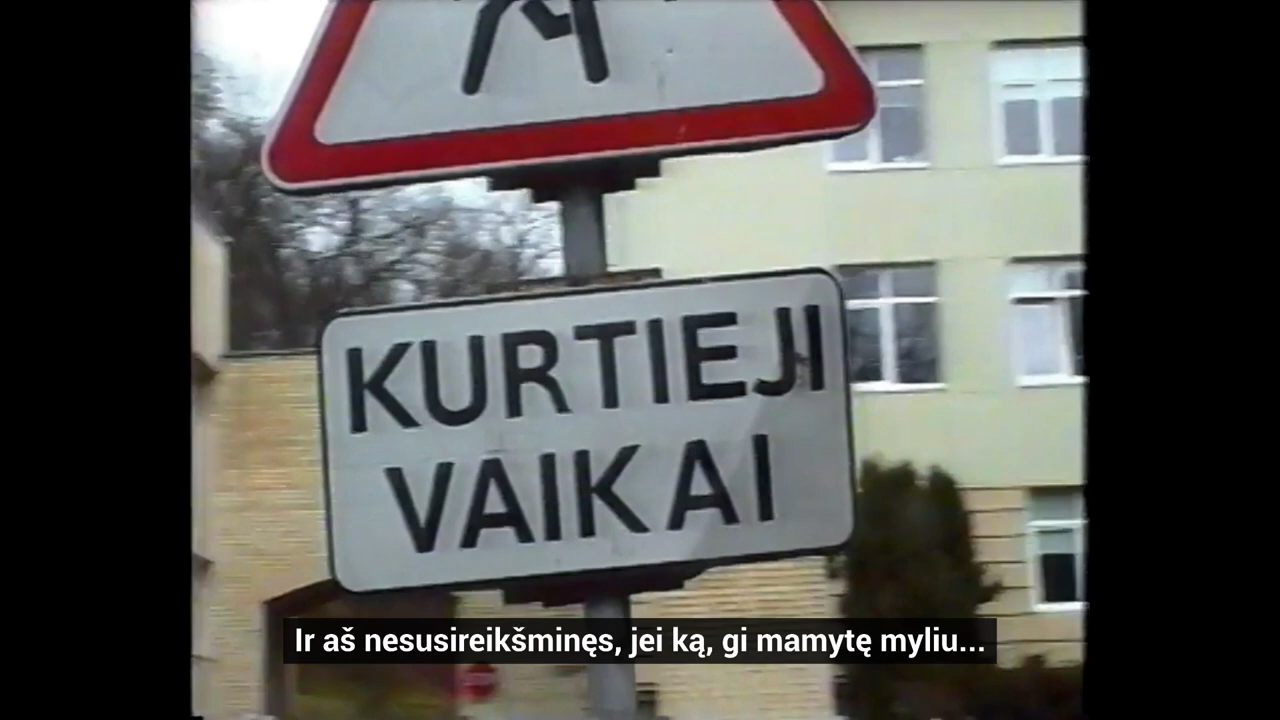 KURTIEJI
VAIKAI
Ir aš nesusireikšminęs, jei ką, gi mamytę myliu...